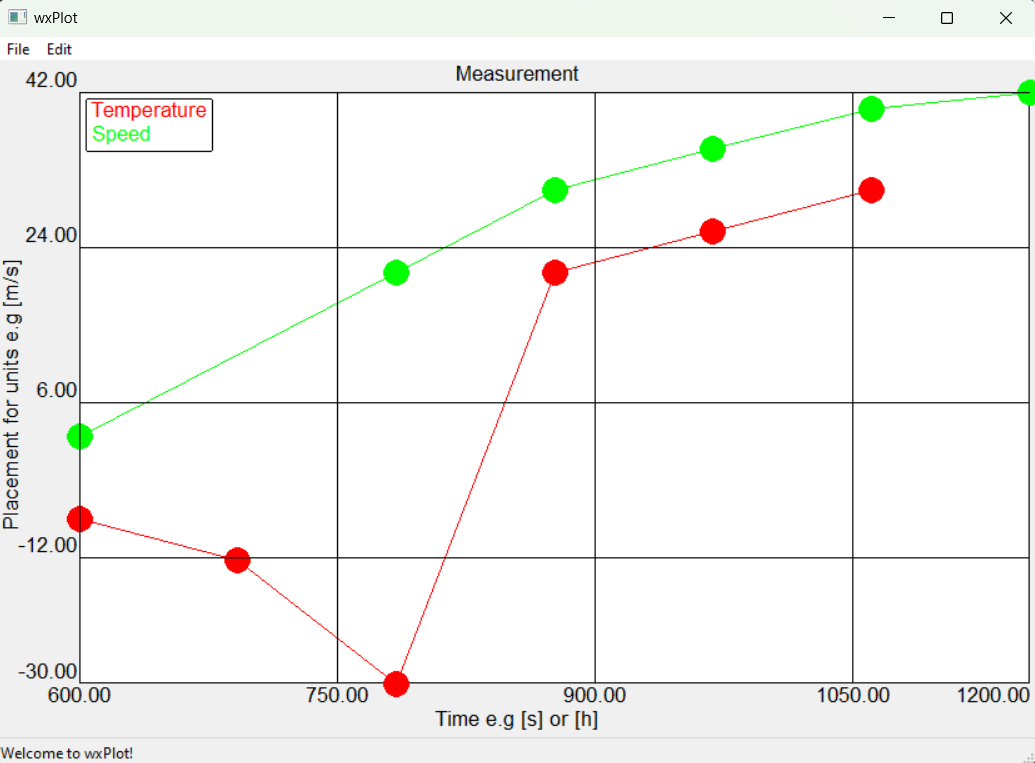 wxPlot
File Edit
Measurement
42.00
Temperature
Speed
24.00
6.00
-12.00
-30.00
Placement for units e.g [m/s]
600.00 750.00 900.00 1050.00 1200.00
Time e.g [s] or [h]
Welcome to wxPlot!